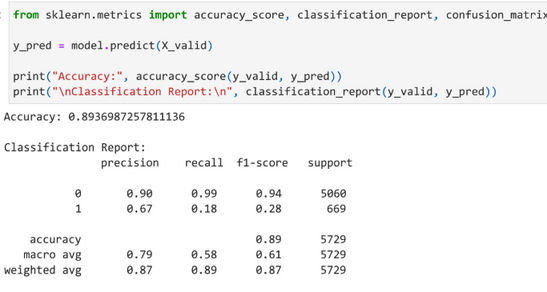 from sklearn.metrics import accuracy_score, classification_report, confusion_matrix
y_pred = model.predict(X_valid)
print("Accuracy:", accuracy_score(y_valid, y_pred))
print("\nClassification Report:\n", classification_report(y_valid, y_pred))
Accuracy: 0.8936987257811136
Classification Report:
precision recall f1-score support
0 0.90 0.99 0.94 5060
1 0.67 0.18 0.28 669
accuracy 0.89 5729
macro avg 0.79 0.58 0.61 5729
weighted avg 0.87 0.89 0.87 5729